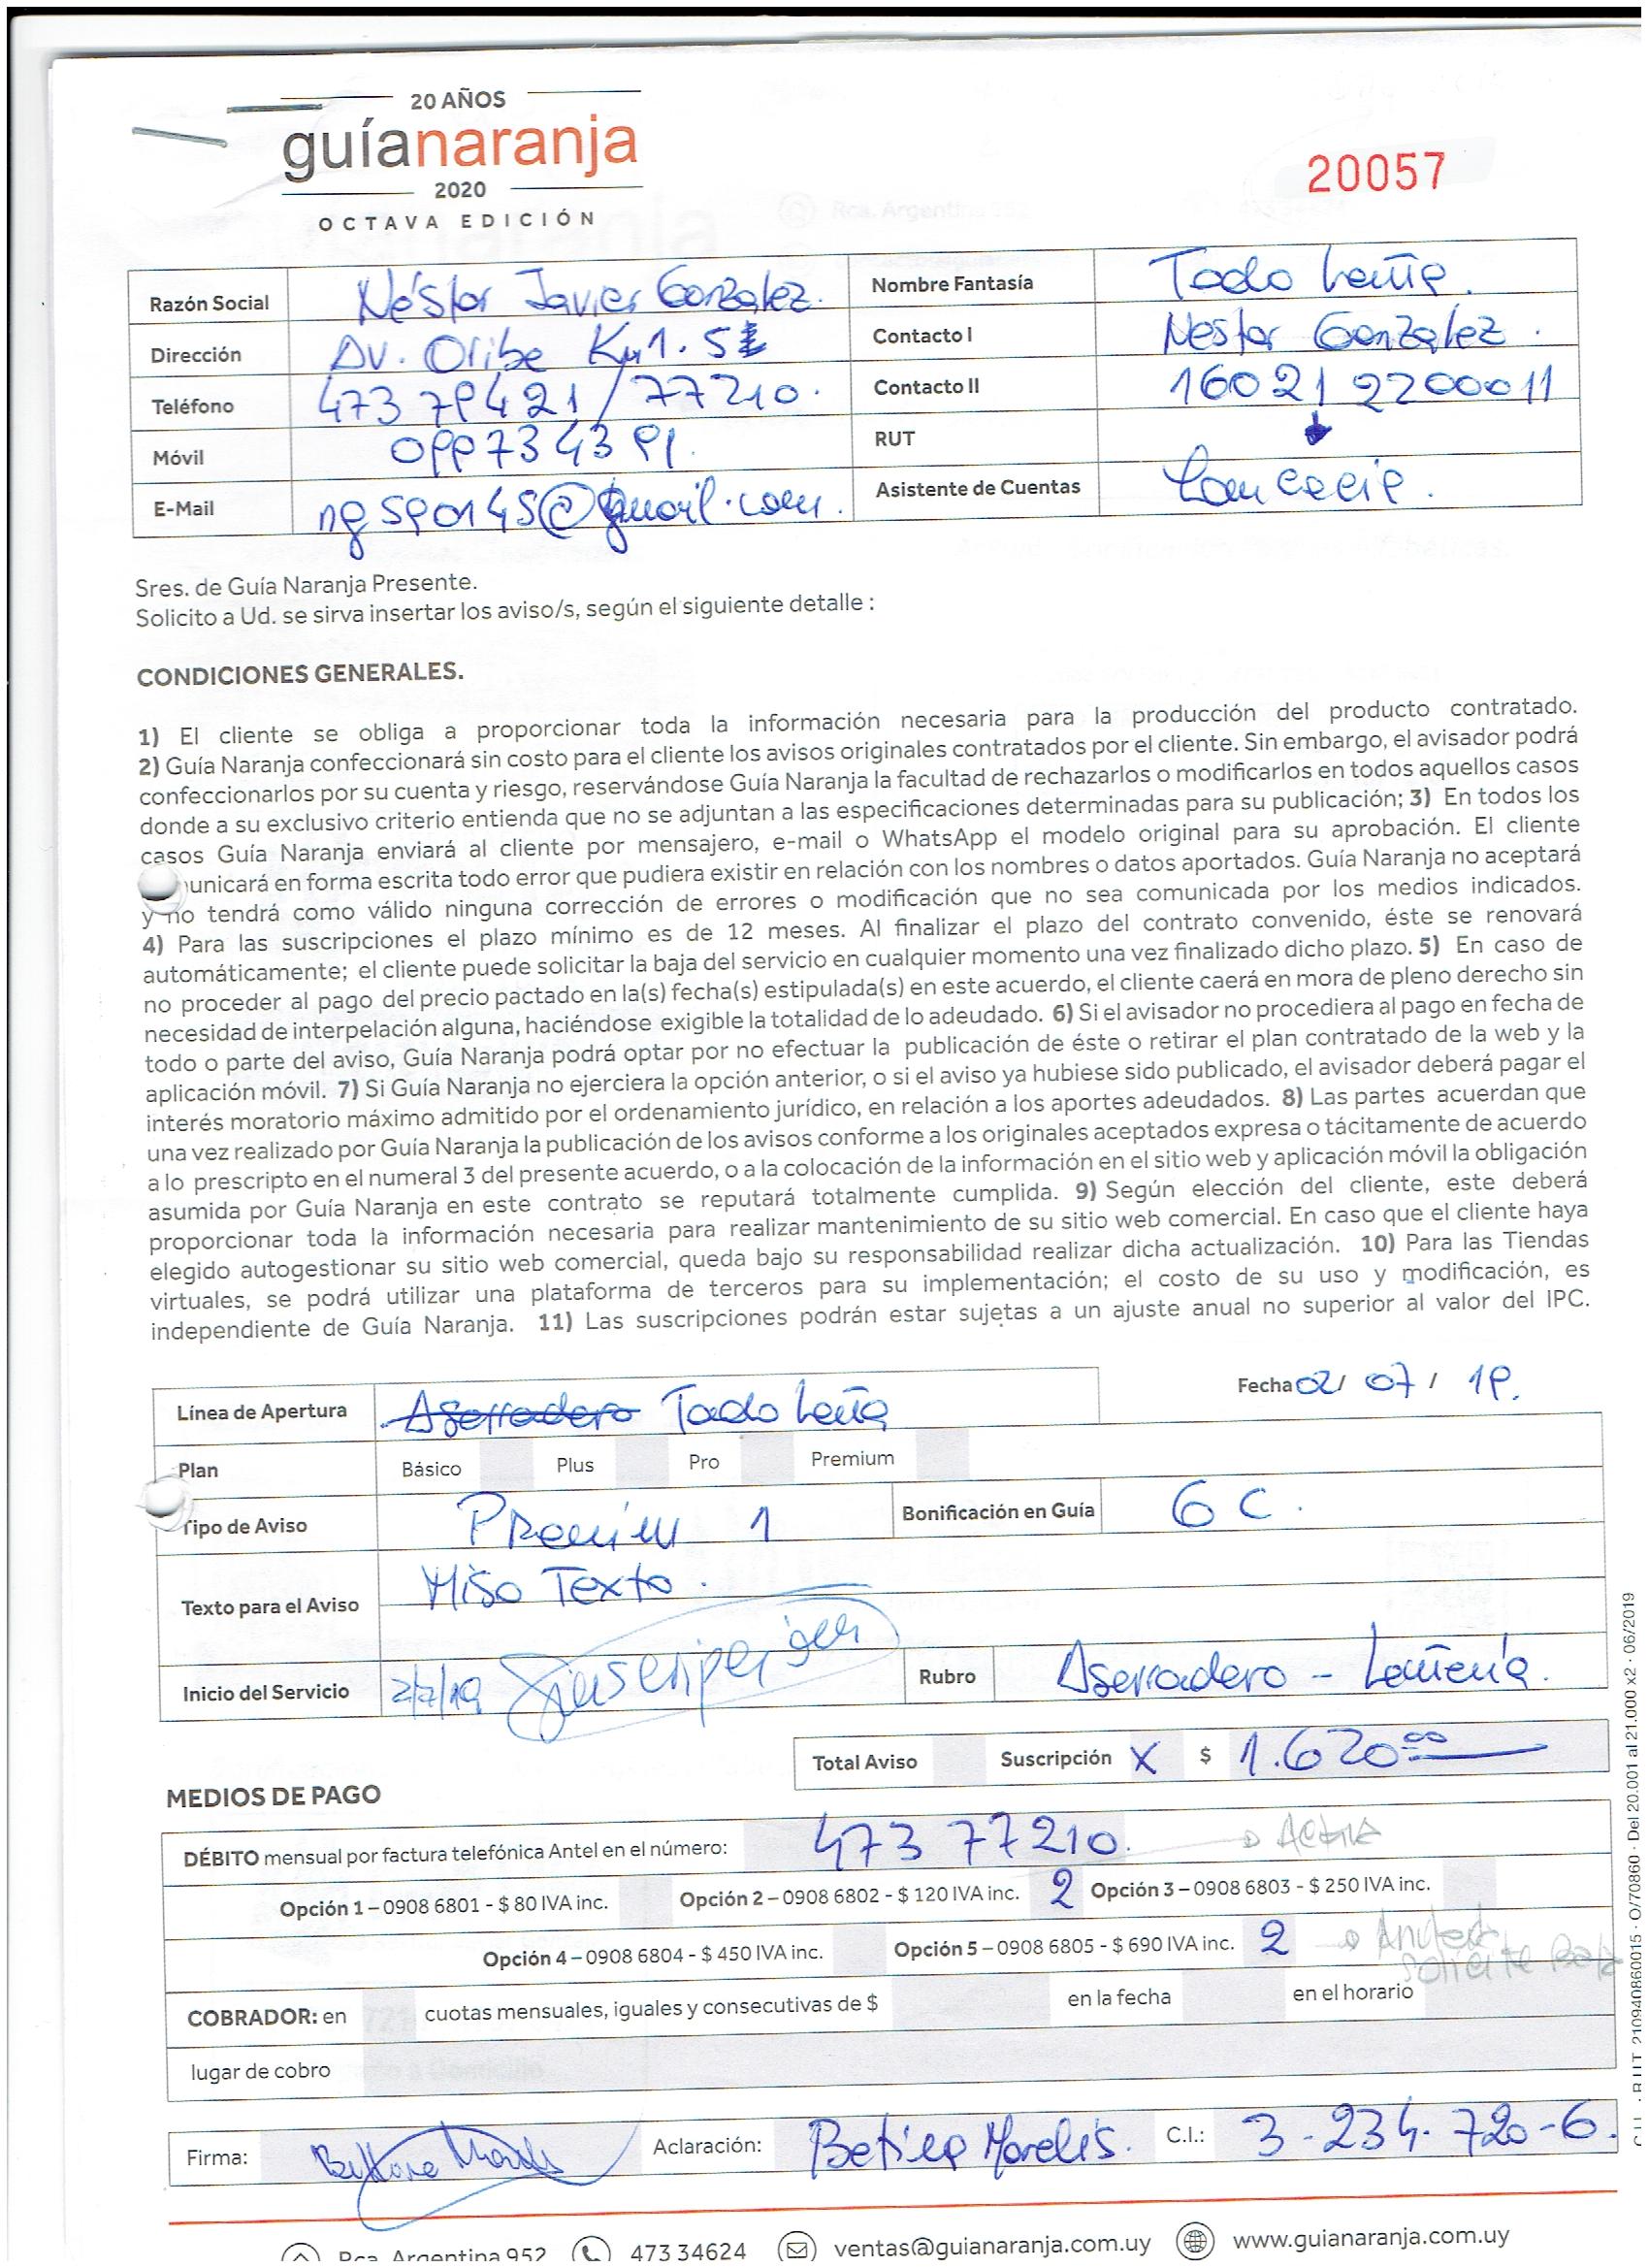 20 AÑOS
guíanaranja
2020
OCTAVA EDICIÓN
20057
Razón Social Néstor Javier González. Nombre Fantasía Todo Leña.
Dirección Av. Oribe Km 1.5 Contacto I Nestor González.
Teléfono 473 79421 / 77210. Contacto II 16021 2200011
Móvil 099734391. RUT
E-Mail ng590145@gmail.com. Asistente de Cuentas
Sres. de Guía Naranja Presente.
Solicito a Ud. se sirva insertar los aviso/s, según el siguiente detalle :
CONDICIONES GENERALES.
1) El cliente se obliga a proporcionar toda la información necesaria para la producción del producto contratado.
2) Guía Naranja confeccionará sin costo para el cliente los avisos originales contratados por el cliente. Sin embargo, el avisador podrá
confeccionarlos por su cuenta y riesgo, reservándose Guía Naranja la facultad de rechazarlos o modificarlos en todos aquellos casos
donde a su exclusivo criterio entienda que no se adjuntan a las especificaciones determinadas para su publicación; 3) En todos los
casos Guía Naranja enviará al cliente por mensajero, e-mail o WhatsApp el modelo original para su aprobación. El cliente
unicará en forma escrita todo error que pudiera existir en relación con los nombres o datos aportados. Guía Naranja no aceptará
y no tendrá como válido ninguna corrección de errores o modificación que no sea comunicada por los medios indicados.
4) Para las suscripciones el plazo mínimo es de 12 meses. Al finalizar el plazo del contrato convenido, éste se renovará
automáticamente; el cliente puede solicitar la baja del servicio en cualquier momento una vez finalizado dicho plazo. 5) En caso de
no proceder al pago del precio pactado en la(s) fecha(s) estipulada(s) en este acuerdo, el cliente caerá en mora de pleno derecho sin
necesidad de interpelación alguna, haciéndose exigible la totalidad de lo adeudado. 6) Si el avisador no procediera al pago en fecha de
todo o parte del aviso, Guía Naranja podrá optar por no efectuar la publicación de éste o retirar el plan contratado de la web y la
aplicación móvil. 7) Si Guía Naranja no ejerciera la opción anterior, o si el aviso ya hubiese sido publicado, el avisador deberá pagar el
interés moratorio máximo admitido por el ordenamiento jurídico, en relación a los aportes adeudados. 8) Las partes acuerdan que
una vez realizado por Guía Naranja la publicación de los avisos conforme a los originales aceptados expresa o tácitamente de acuerdo
a lo prescripto en el numeral 3 del presente acuerdo, o a la colocación de la información en el sitio web y aplicación móvil la obligación
asumida por Guía Naranja en este contrato se reputará totalmente cumplida. 9) Según elección del cliente, este deberá
proporcionar toda la información necesaria para realizar mantenimiento de su sitio web comercial. En caso que el cliente haya
elegido autogestionar su sitio web comercial, queda bajo su responsabilidad realizar dicha actualización. 10) Para las Tiendas
virtuales, se podrá utilizar una plataforma de terceros para su implementación; el costo de su uso y modificación, es
independiente de Guía Naranja. 11) Las suscripciones podrán estar sujetas a un ajuste anual no superior al valor del IPC.
Fecha 02/ 07 / 19.
Línea de Apertura Aserradero Todo Leña
Plan Básico Plus Pro Premium
Tipo de Aviso Premium 1 Bonificación en Guía 6 C.
Texto para el Aviso Miso Texto.
Inicio del Servicio 2/7/19 Suscripción Rubro Aserradero - Leñería.
Total Aviso Suscripción X $ 1.620 00
MEDIOS DE PAGO
DÉBITO mensual por factura telefónica Antel en el número: 473 77210. Activa
Opción 1 – 0908 6801 - $ 80 IVA inc. Opción 2 – 0908 6802 - $ 120 IVA inc. 2 Opción 3 – 0908 6803 - $ 250 IVA inc.
Opción 4 – 0908 6804 - $ 450 IVA inc. Opción 5 – 0908 6805 - $ 690 IVA inc. 2
Solicite Baja
COBRADOR: en cuotas mensuales, iguales y consecutivas de $ en la fecha en el horario
lugar de cobro
Firma: Aclaración: Morales. C.I.: 3-234.720-6.
Rca. Argentina 952 473 34624 ventas@guianaranja.com.uy www.guianaranja.com.uy
RUT 210940860015 · O/70860 · Del 20.001 al 21.000 x2 · 06/2019